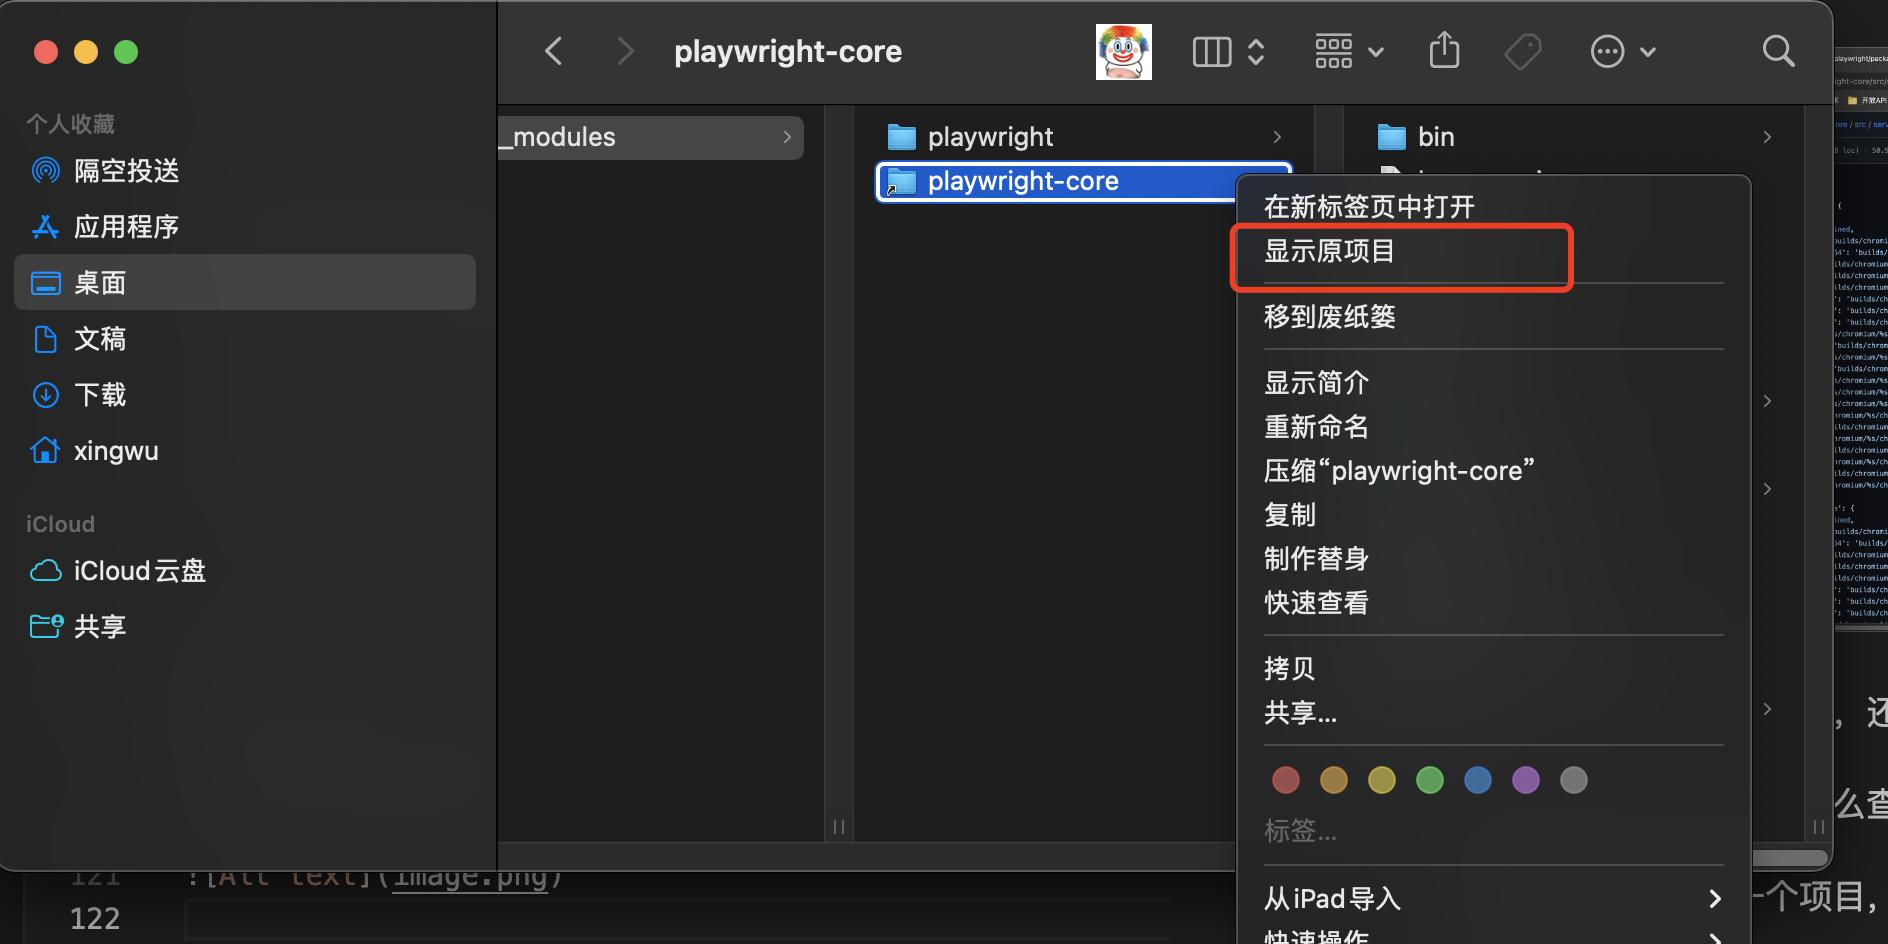 playwright-core
个人收藏
隔空投送
应用程序
桌面
文稿
下载
xingwu
iCloud
iCloud云盘
共享
_modules
playwright
playwright-core
bin
在新标签页中打开
显示原项目
移到废纸篓
显示简介
重新命名
压缩“playwright-core”
复制
制作替身
快速查看
拷贝
共享...
标签...
从iPad导入
快速操作
121
![Alt text](image.png)
122
，还
么查
一个项目，